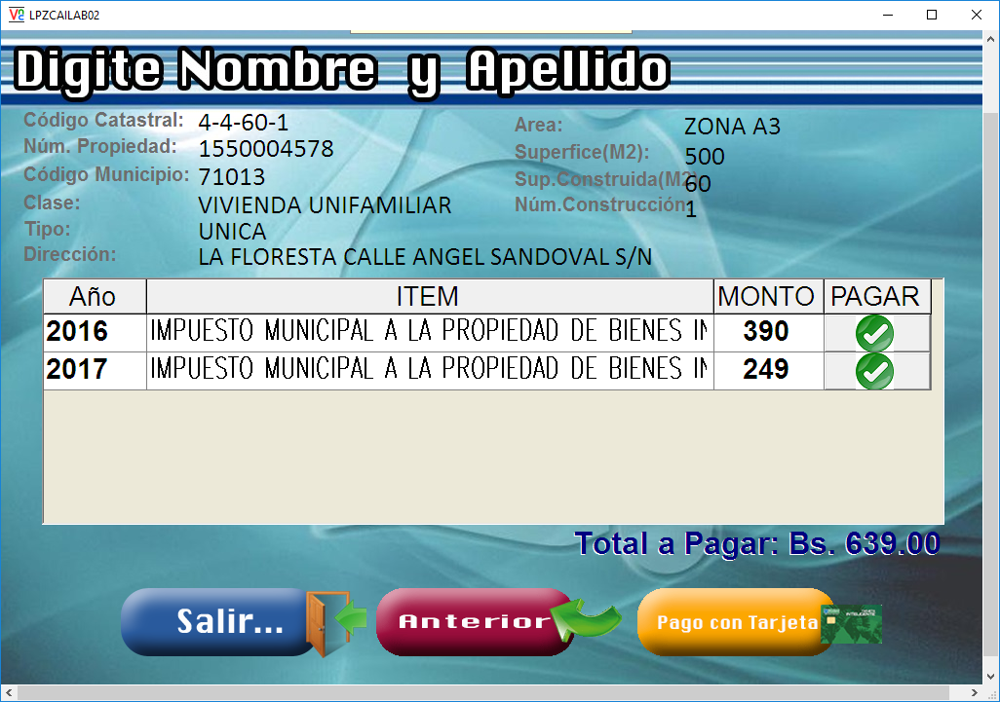 LPZCAILAB02
Digite Nombre y Apellido
Código Catastral: 4-4-60-1
Núm. Propiedad: 1550004578
Código Municipio: 71013
Clase: VIVIENDA UNIFAMILIAR
Tipo: UNICA
Dirección: LA FLORESTA CALLE ANGEL SANDOVAL S/N
Area: ZONA A3
Superfice(M2): 500
Sup.Construida(M2 60
Núm.Construcción: 1
Año ITEM MONTO PAGAR
2016 IMPUESTO MUNICIPAL A LA PROPIEDAD DE BIENES IN 390
2017 IMPUESTO MUNICIPAL A LA PROPIEDAD DE BIENES IN 249
Total a Pagar: Bs. 639.00
Salir...
Anterior
Pago con Tarjeta